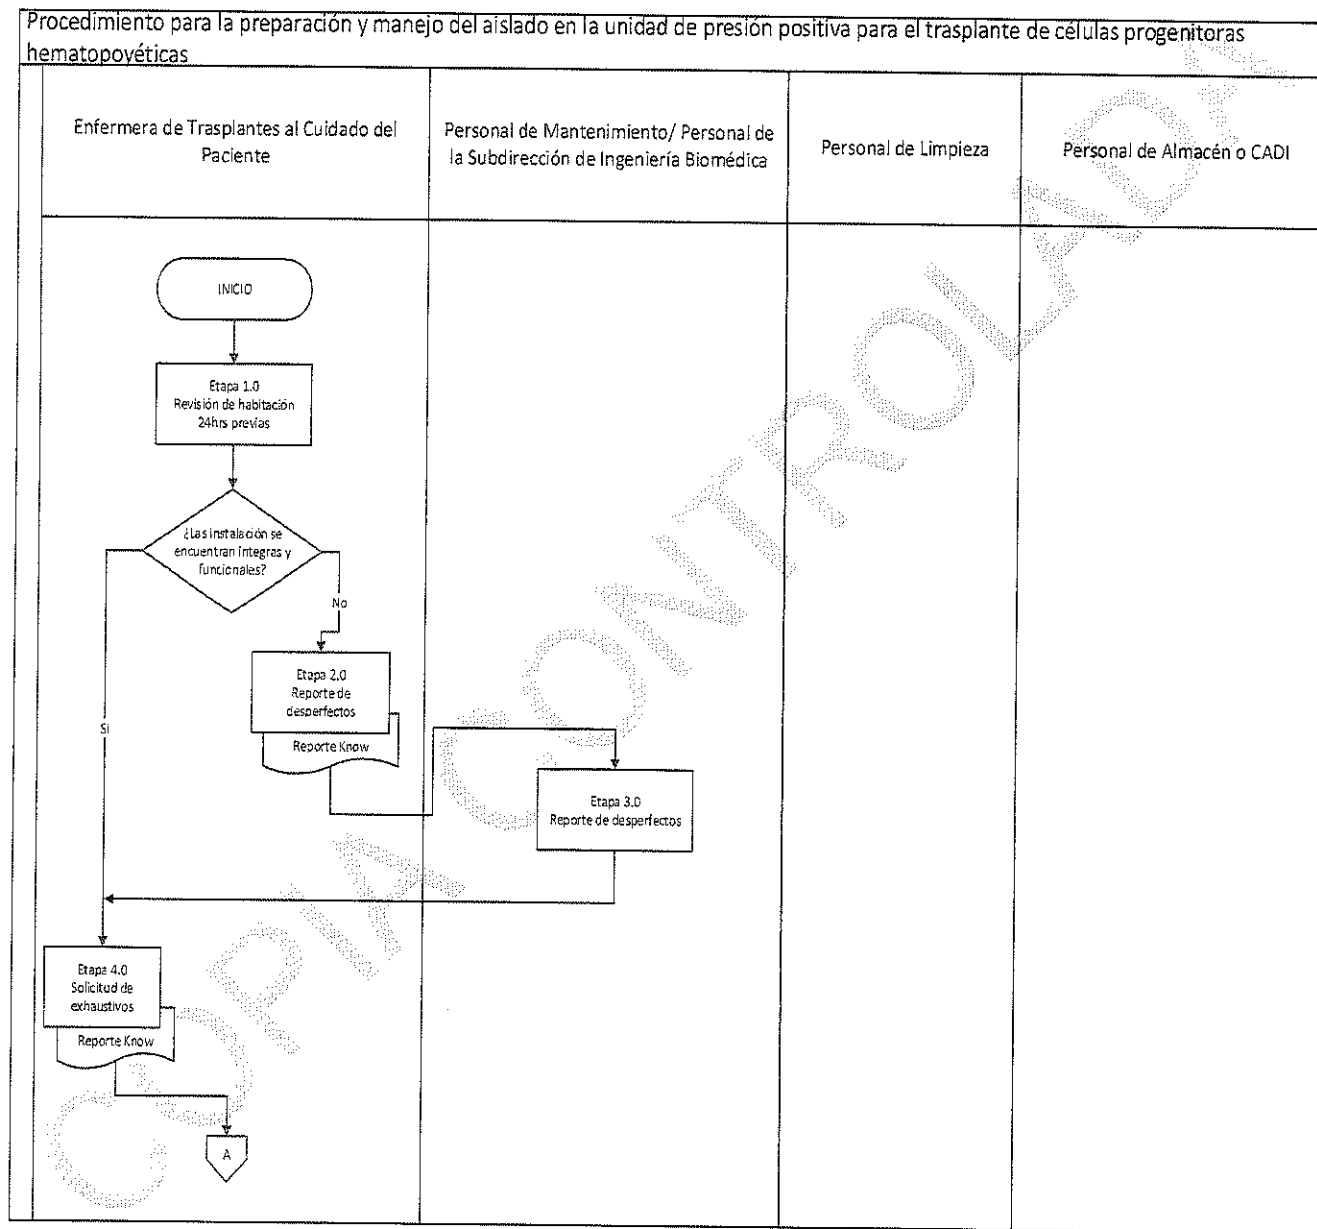 Procedimiento para la preparación y manejo del aislado en la unidad de presión positiva para el trasplante de células progenitoras
hematopoyéticas
Enfermera de Trasplantes al Cuidado del
Paciente
Personal de Mantenimiento/ Personal de
la Subdirección de Ingeniería Biomédica
Personal de Limpieza
Personal de Almacén o CADI
INICIO
Etapa 1.0
Revisión de habitación
24hrs previas
¿Las instalación se
encuentran integras y
funcionales?
No
Etapa 2.0
Reporte de
desperfectos
Reporte Know
Si
Etapa 3.0
Reporte de desperfectos
Etapa 4.0
Solicitud de
exhaustivos
Reporte Know
A
COPIA CONTROLADA